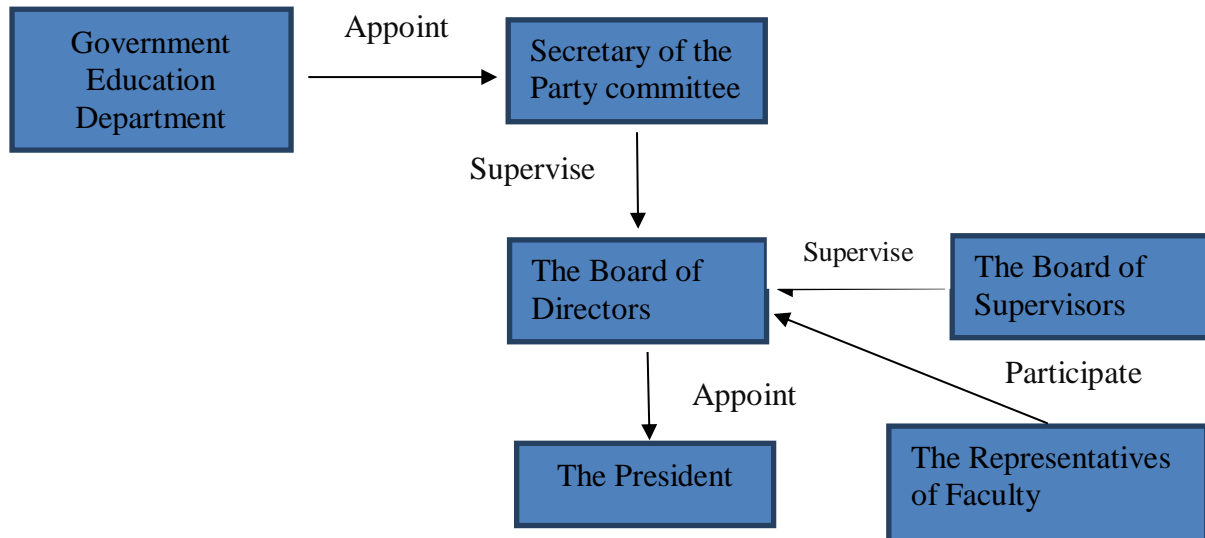 Government
Education
Department
Appoint
Secretary of the
Party committee
Supervise
The Board of
Directors
Supervise
The Board of
Supervisors
Participate
Appoint
The President
The Representatives
of Faculty